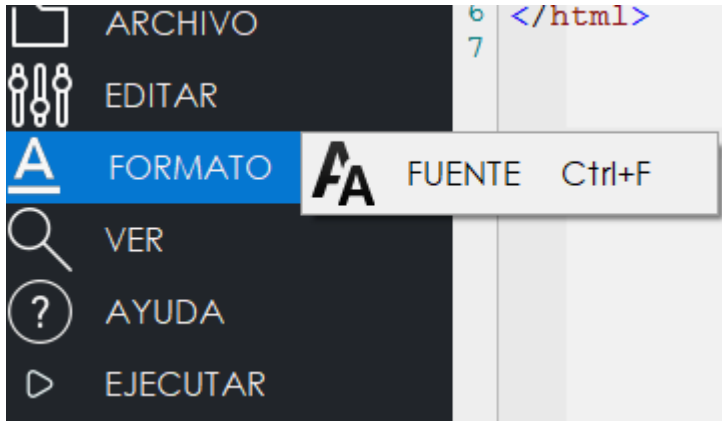 ARCHIVO
EDITAR
FORMATO
VER
AYUDA
EJECUTAR
FUENTE Ctrl+F
6 </html>
7